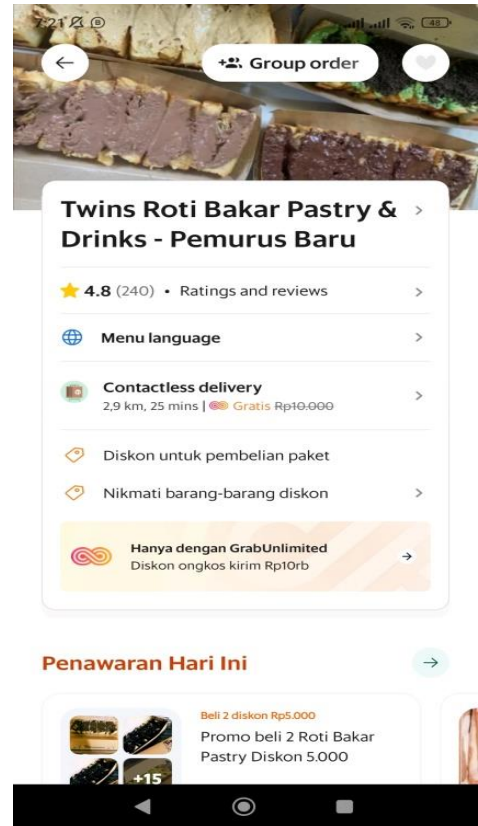 7:21
48
Group order
Twins Roti Bakar Pastry &
Drinks - Pemurus Baru
4.8 (240) • Ratings and reviews
Menu language
Contactless delivery
2,9 km, 25 mins | Gratis Rp10.000
Diskon untuk pembelian paket
Nikmati barang-barang diskon
Hanya dengan GrabUnlimited
Diskon ongkos kirim Rp10rb
Penawaran Hari Ini
Beli 2 diskon Rp5.000
Promo beli 2 Roti Bakar
Pastry Diskon 5.000
+15